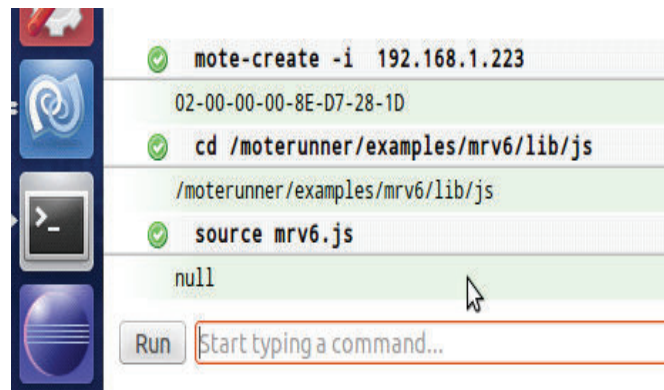 mote-create -i 192.168.1.223
02-00-00-00-8E-D7-28-1D
cd /moterunner/examples/mrv6/lib/js
/moterunner/examples/mrv6/lib/js
source mrv6.js
null
>_
Run Start typing a command...